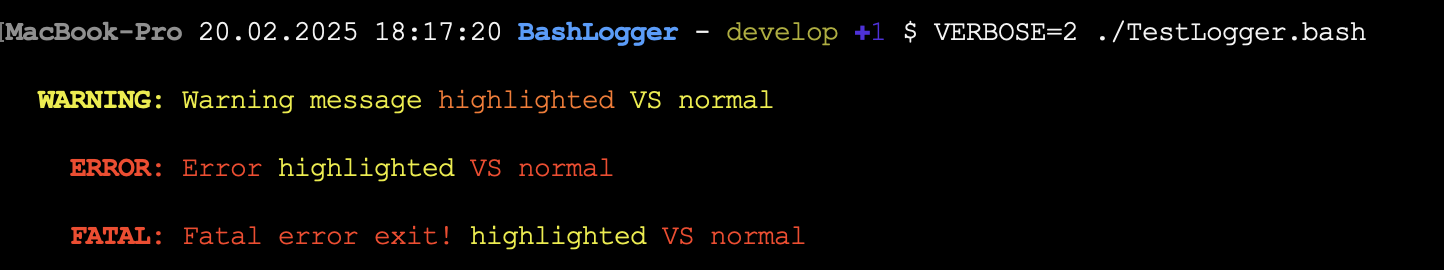 [MacBook-Pro 20.02.2025 18:17:20 BashLogger - develop +1 $ VERBOSE=2 ./TestLogger.bash
WARNING: Warning message highlighted VS normal
ERROR: Error highlighted VS normal
FATAL: Fatal error exit! highlighted VS normal